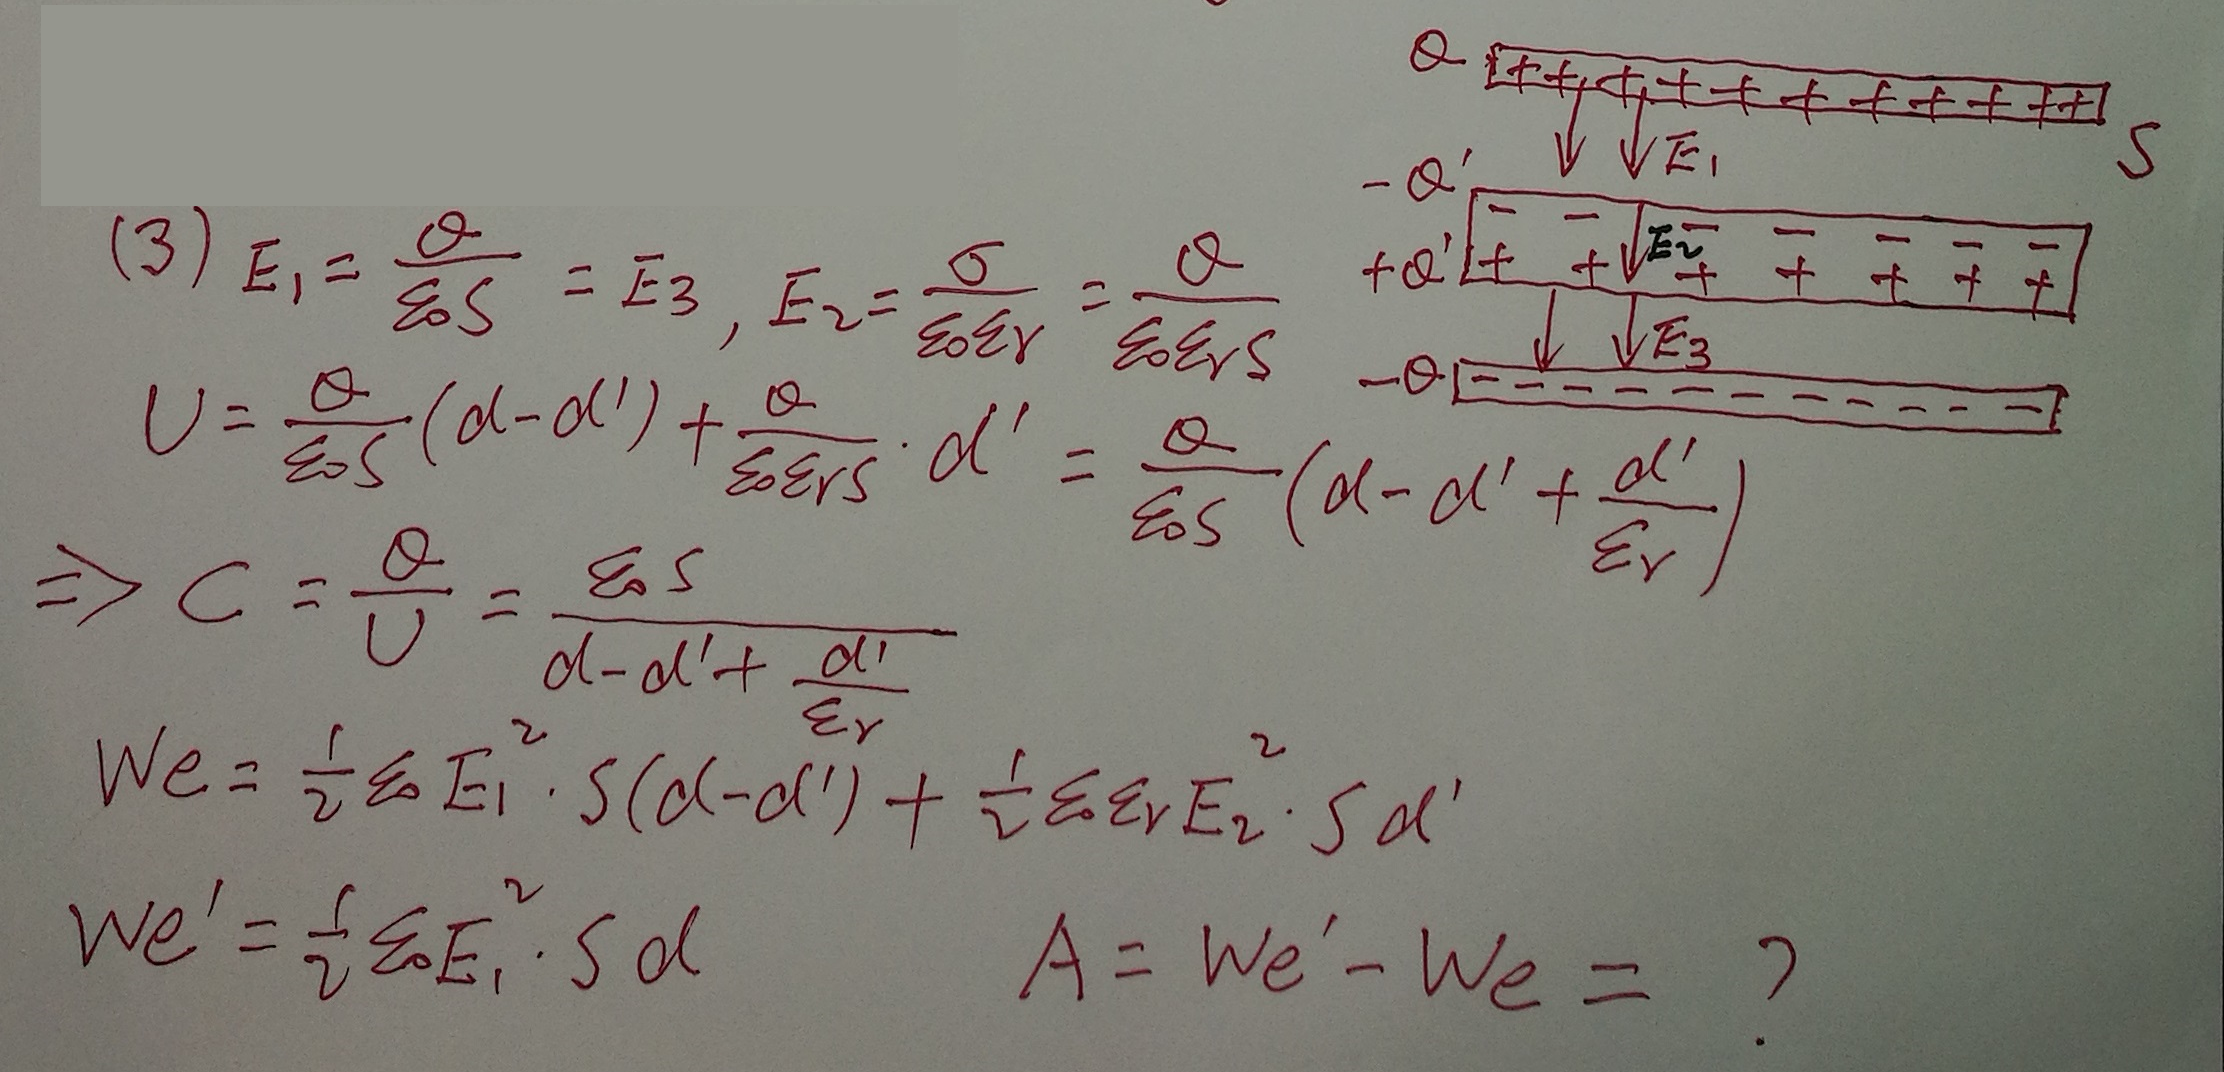 Q ++++++++++ + S
E₁
-Q' - - - - - - -
+Q' + + E₂ + + + + +
E₃
-Q - - - - - - - - - -
(3) E₁ = Q/(ε₀S) = E₃, E₂ = σ/(ε₀εr) = Q/(ε₀εrS)
U = Q/(ε₀S) (d-d') + Q/(ε₀εrS) · d' = Q/(ε₀S) (d-d' + d'/εr)
⇒ C = Q/U = ε₀S/(d-d' + d'/εr)
We = 1/2 ε₀E₁² · S(d-d') + 1/2 ε₀εrE₂² · Sd'
We' = 1/2 ε₀E₁² · Sd A = We' - We = ?